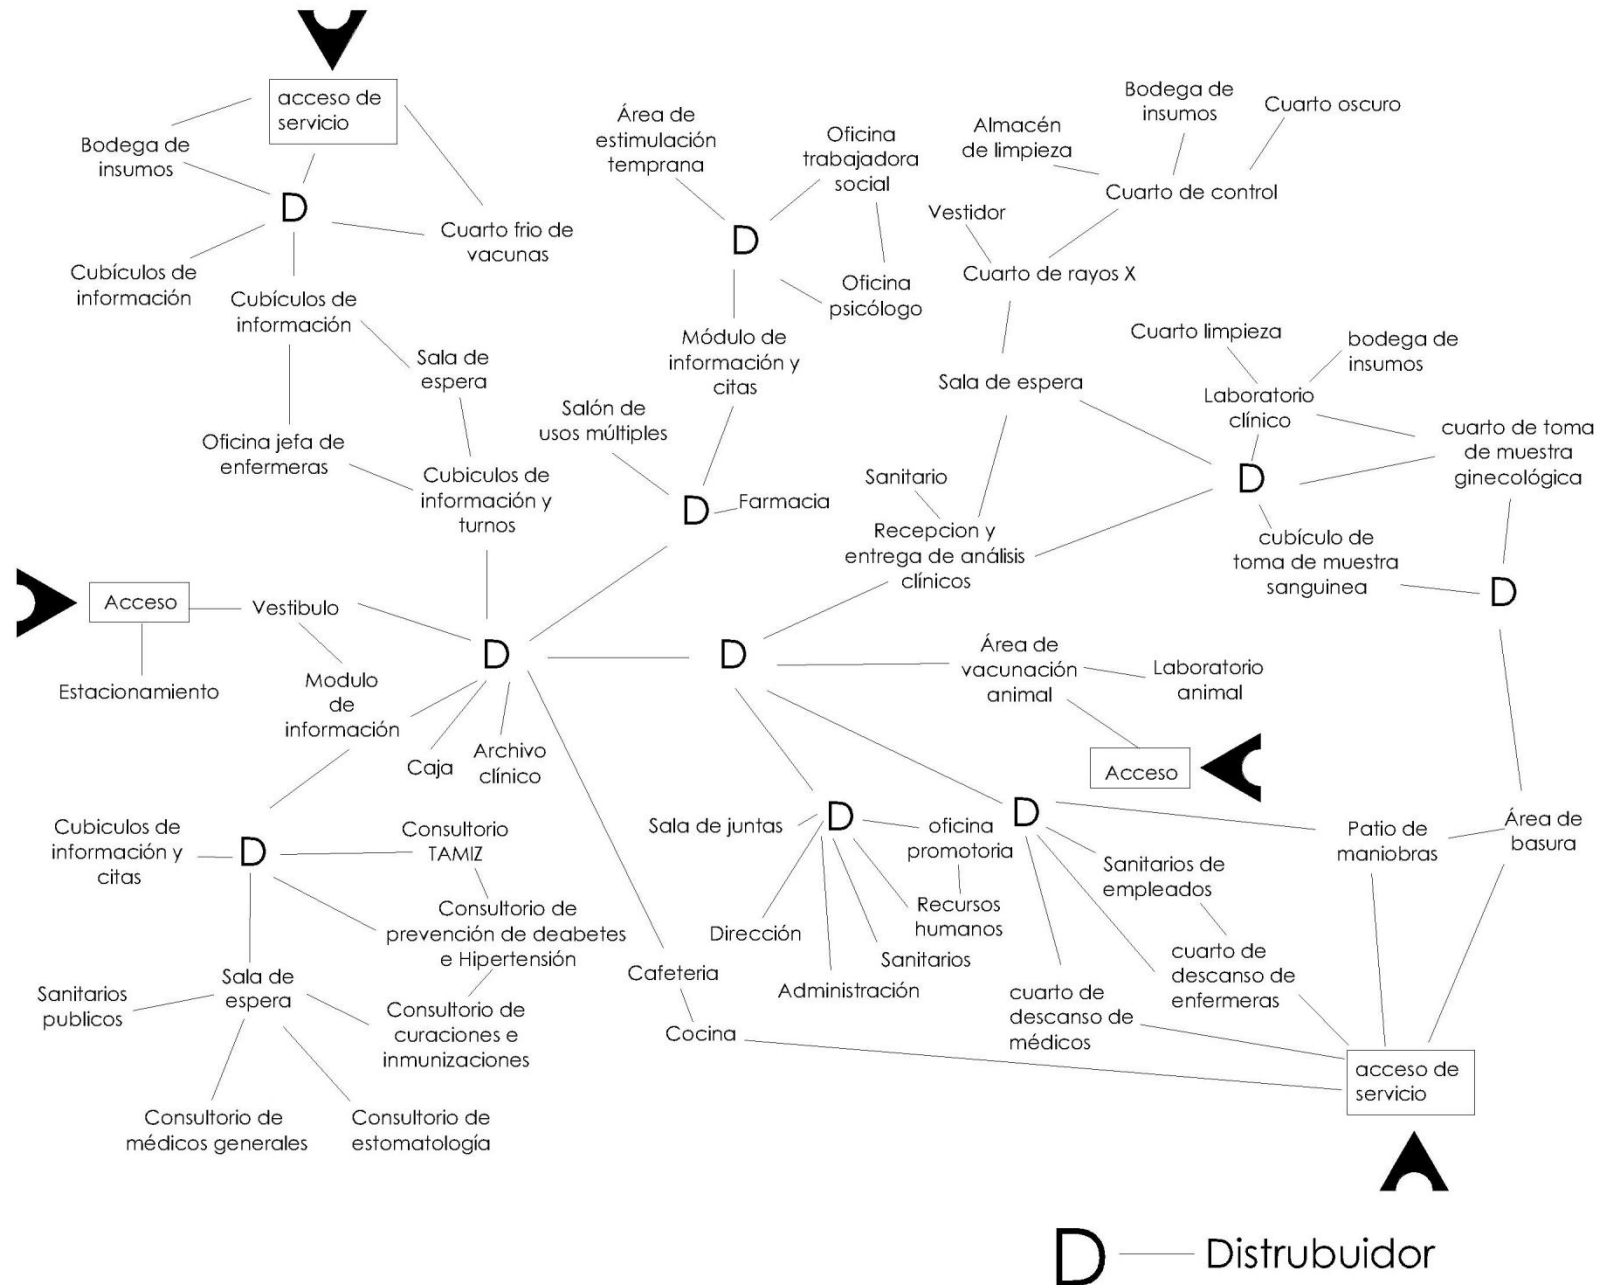 acceso de
servicio
Bodega de
insumos
D
Cuarto frio de
vacunas
Cubículos de
información
Cubículos de
información
Sala de
espera
Oficina jefa de
enfermeras
Cubiculos de
información y
turnos
Área de
estimulación
temprana
Oficina
trabajadora
social
D
Oficina
psicólogo
Módulo de
información y
citas
Salón de
usos múltiples
D
Farmacia
Bodega de
insumos
Cuarto oscuro
Almacén
de limpieza
Cuarto de control
Vestidor
Cuarto de rayos X
Sala de espera
Cuarto limpieza
bodega de
insumos
Laboratorio
clínico
cuarto de toma
de muestra
ginecológica
D
Sanitario
Recepcion y
entrega de análisis
clínicos
cubículo de
toma de muestra
sanguinea
D
Acceso
Vestibulo
Estacionamiento
D
D
Modulo
de
información
Caja
Archivo
clínico
Área de
vacunación
animal
Laboratorio
animal
Acceso
Cubiculos de
información y
citas
D
Consultorio
TAMIZ
Consultorio de
prevención de deabetes
e Hipertensión
Sala de
espera
Sanitarios
publicos
Consultorio de
curaciones e
inmunizaciones
Consultorio de
médicos generales
Consultorio de
estomatología
Cafeteria
Cocina
Sala de juntas
D
oficina
promotoria
Recursos
humanos
Dirección
Sanitarios
Administración
D
Sanitarios de
empleados
cuarto de
descanso de
enfermeras
cuarto de
descanso de
médicos
Patio de
maniobras
Área de
basura
acceso de
servicio
D Distrubuidor